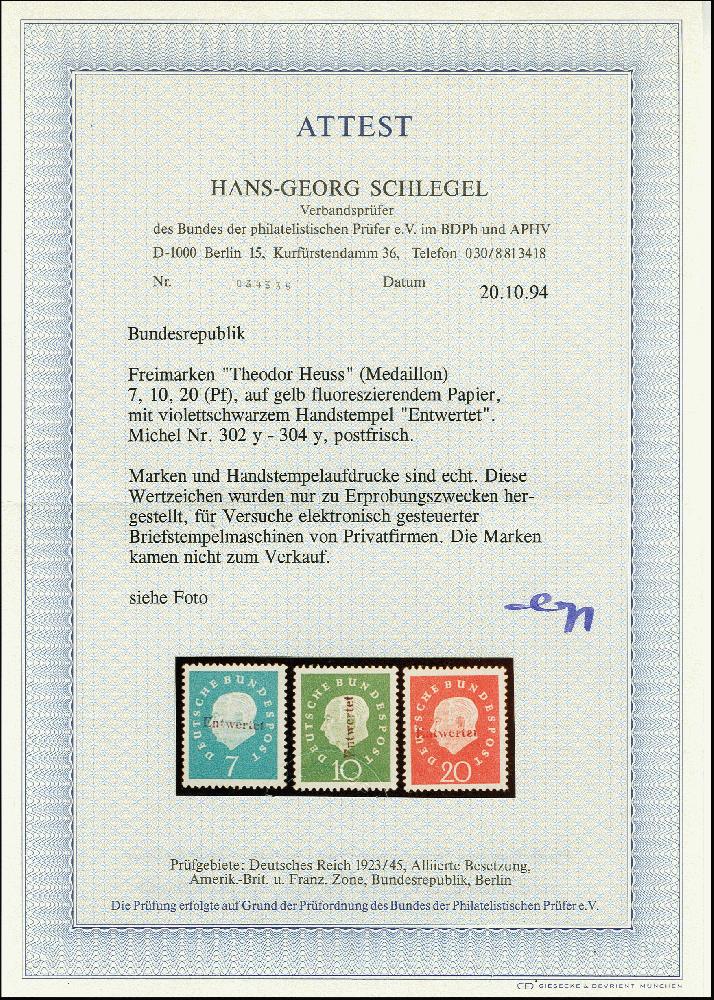 ATTEST
HANS-GEORG SCHLEGEL
Verbandsprüfer
des Bundes der philatelistischen Prüfer e.V. im BDPh und APHV
D-1000 Berlin 15, Kurfürstendamm 36, Telefon 030/8813418
Nr. Datum 20.10.94
Bundesrepublik
Freimarken "Theodor Heuss" (Medaillon)
7, 10, 20 (Pf), auf gelb fluoreszierendem Papier,
mit violettschwarzem Handstempel "Entwertet".
Michel Nr. 302 y - 304 y, postfrisch.
Marken und Handstempelaufdrucke sind echt. Diese
Wertzeichen wurden nur zu Erprobungszwecken her-
gestellt, für Versuche elektronisch gesteuerter
Briefstempelmaschinen von Privatfirmen. Die Marken
kamen nicht zum Verkauf.
siehe Foto
DEUTSCHE BUNDESPOST
Entwertet
7
DEUTSCHE BUNDESPOST
Entwertet
10
DEUTSCHE BUNDESPOST
Entwertet
20
Prüfgebiete: Deutsches Reich 1923/45, Alliierte Besetzung,
Amerik.-Brit. u. Franz. Zone, Bundesrepublik, Berlin
Die Prüfung erfolgte auf Grund der Prüfordnung des Bundes der Philatelistischen Prüfer e.V.
GIESECKE & DEVRIENT MÜNCHEN